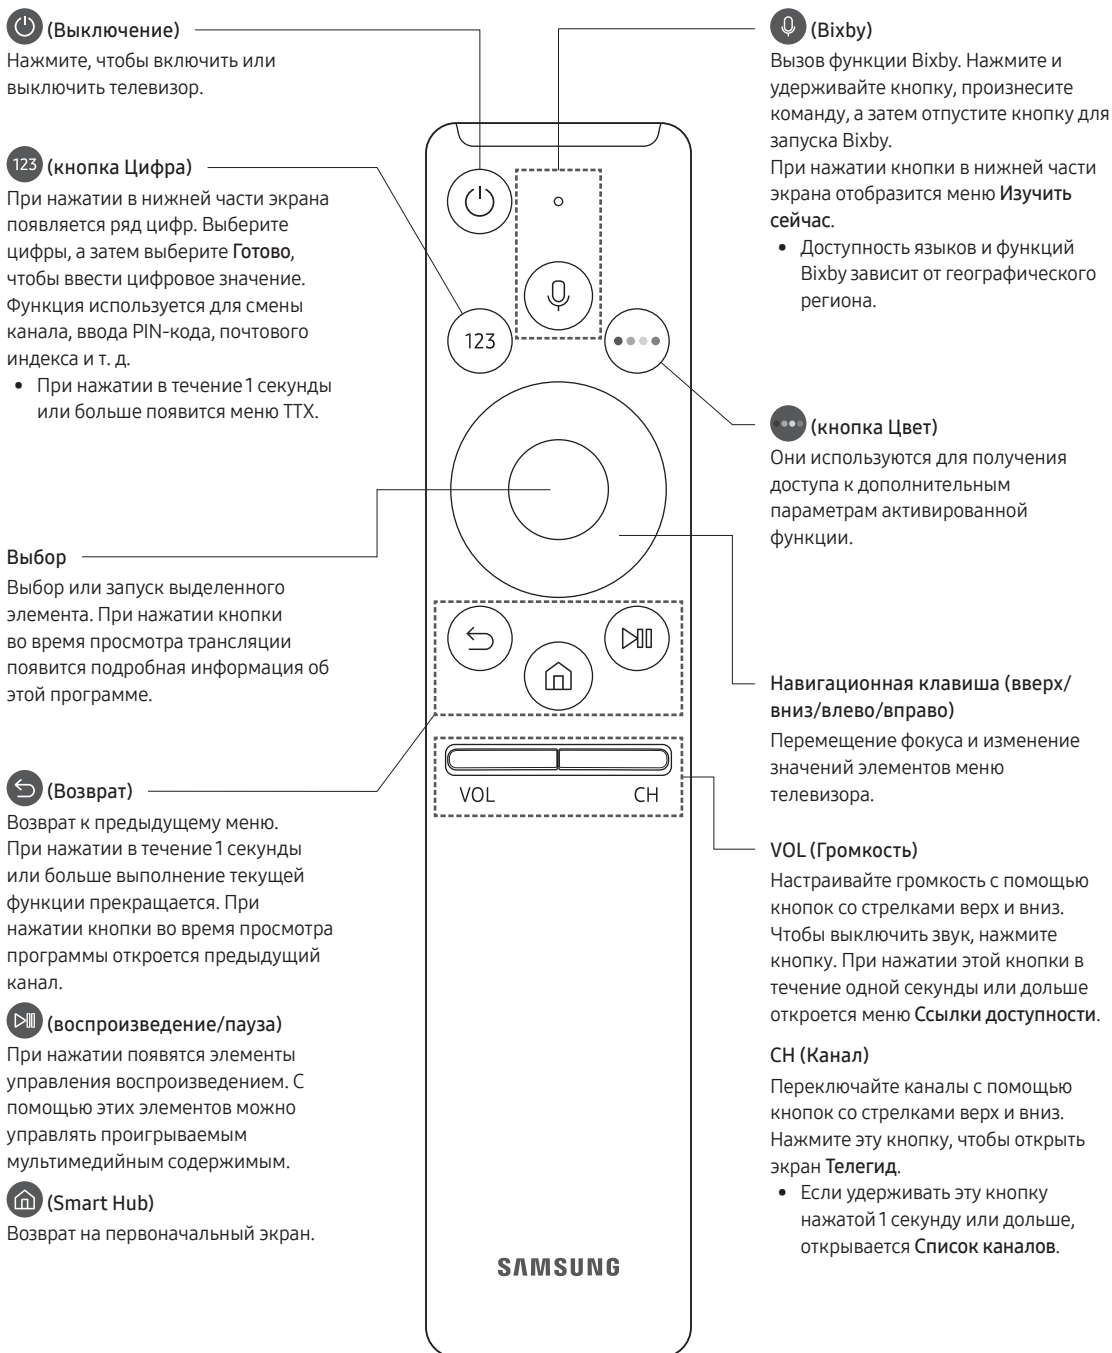 (Выключение)
Нажмите, чтобы включить или
выключить телевизор.
123 (кнопка Цифра)
При нажатии в нижней части экрана
появляется ряд цифр. Выберите
цифры, а затем выберите Готово,
чтобы ввести цифровое значение.
Функция используется для смены
канала, ввода PIN-кода, почтового
индекса и т. д.
• При нажатии в течение 1 секунды
или больше появится меню TTX.
Выбор
Выбор или запуск выделенного
элемента. При нажатии кнопки
во время просмотра трансляции
появится подробная информация об
этой программе.
(Возврат)
Возврат к предыдущему меню.
При нажатии в течение 1 секунды
или больше выполнение текущей
функции прекращается. При
нажатии кнопки во время просмотра
программы откроется предыдущий
канал.
(воспроизведение/пауза)
При нажатии появятся элементы
управления воспроизведением. С
помощью этих элементов можно
управлять проигрываемым
мультимедийным содержимым.
(Smart Hub)
Возврат на первоначальный экран.
123
VOL
CH
SAMSUNG
(Bixby)
Вызов функции Bixby. Нажмите и
удерживайте кнопку, произнесите
команду, а затем отпустите кнопку для
запуска Bixby.
При нажатии кнопки в нижней части
экрана отобразится меню Изучить
сейчас.
• Доступность языков и функций
Bixby зависит от географического
региона.
(кнопка Цвет)
Они используются для получения
доступа к дополнительным
параметрам активированной
функции.
Навигационная клавиша (вверх/
вниз/влево/вправо)
Перемещение фокуса и изменение
значений элементов меню
телевизора.
VOL (Громкость)
Настраивайте громкость с помощью
кнопок со стрелками верх и вниз.
Чтобы выключить звук, нажмите
кнопку. При нажатии этой кнопки в
течение одной секунды или дольше
откроется меню Ссылки доступности.
CH (Канал)
Переключайте каналы с помощью
кнопок со стрелками верх и вниз.
Нажмите эту кнопку, чтобы открыть
экран Телегид.
• Если удерживать эту кнопку
нажатой 1 секунду или дольше,
открывается Список каналов.